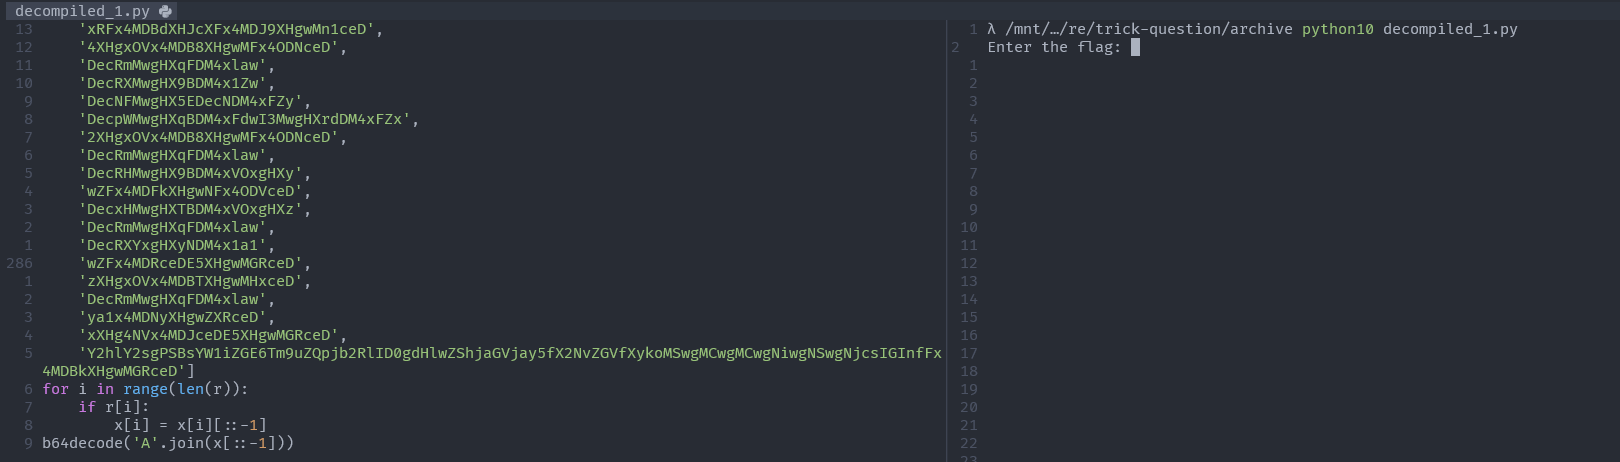 decompiled_1.py
13 'xRFx4MDBdXHJcXFx4MDJ9XHgwMn1ceD',
12 '4XHgxOVx4MDB8XHgwMFx4ODNceD',
11 'DecRmMwgHXqFDM4xlaw',
10 'DecRXMwgHX9BDM4x1Zw',
9 'DecNFMwgHX5EDecNDM4xFZy',
8 'DecpWMwgHXqBDM4xFdwI3MwgHXrdDM4xFZx',
7 '2XHgxOVx4MDB8XHgwMFx4ODNceD',
6 'DecRmMwgHXqFDM4xlaw',
5 'DecRHMwgHX9BDM4xVOxgHXy',
4 'wZFx4MDFkXHgwNFx4ODVceD',
3 'DecxHMwgHXTBDM4xVOxgHXz',
2 'DecRmMwgHXqFDM4xlaw',
1 'DecRXYxgHXyNDM4x1a1',
286 'wZFx4MDRceDE5XHgwMGRceD',
1 'zXHgxOVx4MDBTXHgwMHxceD',
2 'DecRmMwgHXqFDM4xlaw',
3 'ya1x4MDNyXHgwZXRceD',
4 'xXHg4NVx4MDJceDE5XHgwMGRceD',
5 'Y2hlY2sgPSBsYW1iZGE6Tm9uZQpjb2RlID0gdHlwZShjaGVjay5fX2NvZGVfXykoMSwgMCwgMCwgNiwgNSwgNjcsIGInfFx
4MDBkXHgwMGRceD']
6 for i in range(len(r)):
7 if r[i]:
8 x[i] = x[i][::-1]
9 b64decode('A'.join(x[::-1]))
1 λ /mnt/…/re/trick-question/archive python10 decompiled_1.py
2 Enter the flag:
1
2
3
4
5
6
7
8
9
10
11
12
13
14
15
16
17
18
19
20
21
22
23